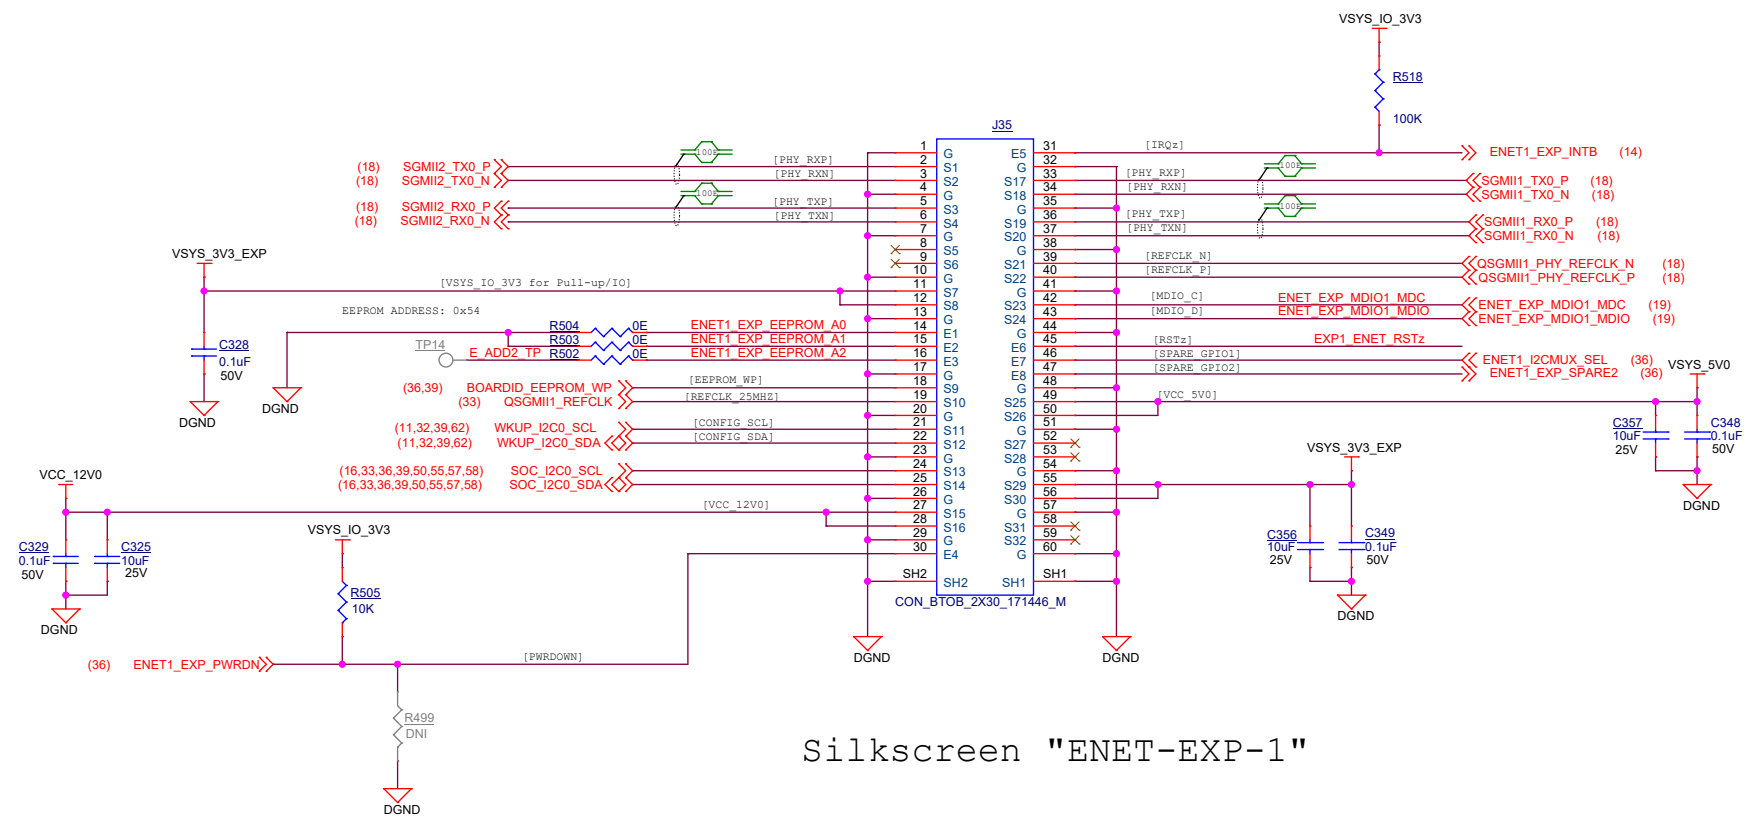 VSYS_IO_3V3
R518
100K
J35
(18) SGMII2_TX0_P 100E [PHY_RXP]
(18) SGMII2_TX0_N [PHY_RXN]
(18) SGMII2_RX0_P 100E [PHY_TXP]
(18) SGMII2_RX0_N [PHY_TXN]
VSYS_3V3_EXP
[VSYS_IO_3V3 for Pull-up/IO]
EEPROM ADDRESS: 0x54
R504 0E ENET1_EXP_EEPROM_A0
R503 0E ENET1_EXP_EEPROM_A1
TP14 E_ADD2_TP R502 0E ENET1_EXP_EEPROM_A2
C328
0.1uF
50V
DGND
DGND
(36,39) BOARDID_EEPROM_WP [EEPROM_WP]
(33) QSGMII1_REFCLK [REFCLK_25MHZ]
(11,32,39,62) WKUP_I2C0_SCL [CONFIG_SCL]
(11,32,39,62) WKUP_I2C0_SDA [CONFIG_SDA]
(16,33,36,39,50,55,57,58) SOC_I2C0_SCL
(16,33,36,39,50,55,57,58) SOC_I2C0_SDA
VCC_12V0
[VCC_12V0]
C329
0.1uF
50V
C325
10uF
25V
DGND
VSYS_IO_3V3
R505
10K
(36) ENET1_EXP_PWRDN [PWRDOWN]
R499
DNI
DGND
1 G
2 S1
3 S2
4 G
5 S3
6 S4
7 G
8 S5
9 S6
10 G
11 S7
12 S8
13 G
14 E1
15 E2
16 E3
17 G
18 S9
19 S10
20 G
21 S11
22 S12
23 G
24 S13
25 S14
26 G
27 S15
28 S16
29 G
30 E4
SH2 SH2
E5 31
G 32
S17 33
S18 34
G 35
S19 36
S20 37
G 38
S21 39
S22 40
G 41
S23 42
S24 43
G 44
E6 45
E7 46
E8 47
G 48
S25 49
S26 50
G 51
S27 52
S28 53
G 54
S29 55
S30 56
G 57
S31 58
S32 59
G 60
SH1 SH1
CON_BTOB_2X30_171446_M
DGND
DGND
[IRQz] ENET1_EXP_INTB (14)
[PHY_RXP] 100E SGMII1_TX0_P (18)
[PHY_RXN] SGMII1_TX0_N (18)
[PHY_TXP] 100E SGMII1_RX0_P (18)
[PHY_TXN] SGMII1_RX0_N (18)
[REFCLK_N] QSGMII1_PHY_REFCLK_N (18)
[REFCLK_P] QSGMII1_PHY_REFCLK_P (18)
[MDIO_C] ENET_EXP_MDIO1_MDC ENET_EXP_MDIO1_MDC (19)
[MDIO_D] ENET_EXP_MDIO1_MDIO ENET_EXP_MDIO1_MDIO (19)
[RSTz] EXP1_ENET_RSTz
[SPARE GPIO1] ENET1_I2CMUX_SEL (36)
[SPARE GPIO2] ENET1_EXP_SPARE2 (36)
VSYS_5V0
[VCC_5V0]
C357
10uF
25V
C348
0.1uF
50V
DGND
VSYS_3V3_EXP
C356
10uF
25V
C349
0.1uF
50V
DGND
Silkscreen "ENET-EXP-1"